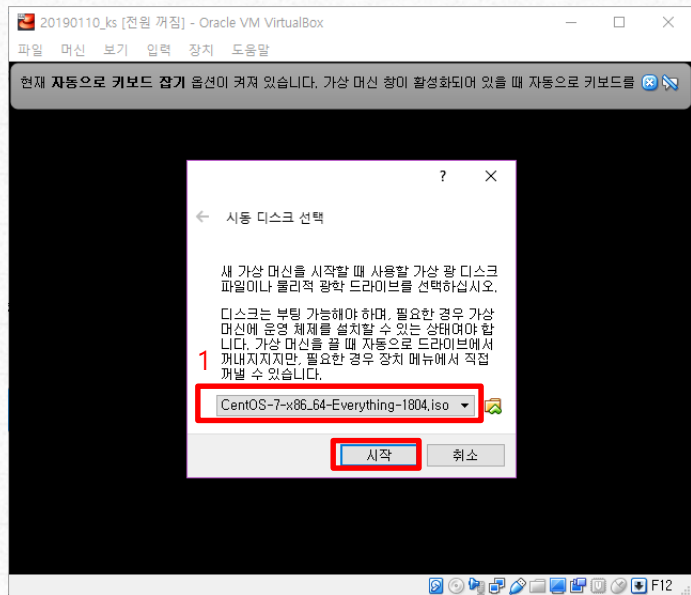 20190110_ks [전원 꺼짐] - Oracle VM VirtualBox
파일 머신 보기 입력 장치 도움말
현재 자동으로 키보드 잡기 옵션이 켜져 있습니다. 가상 머신 창이 활성화되어 있을 때 자동으로 키보드를
?
시동 디스크 선택
새 가상 머신을 시작할 때 사용할 가상 광 디스크
파일이나 물리적 광학 드라이브를 선택하십시오.
디스크는 부팅 가능해야 하며, 필요한 경우 가상
머신에 운영 체제를 설치할 수 있는 상태여야 합
니다. 가상 머신을 끌 때 자동으로 드라이브에서
꺼내지지지만, 필요한 경우 장치 메뉴에서 직접
꺼낼 수 있습니다.
1
CentOS-7-x86_64-Everything-1804.iso
시작 취소
F12